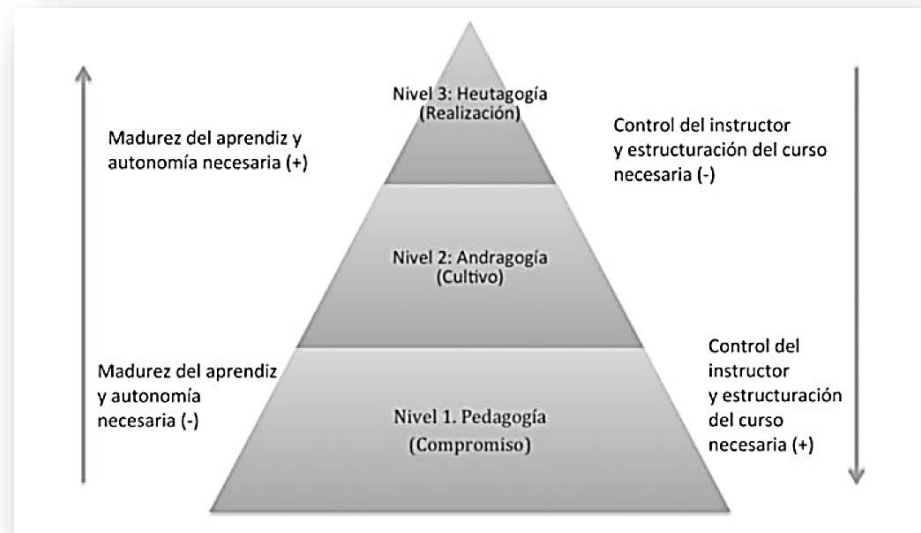 Nivel 3: Heutagogía
(Realización)
Madurez del aprendiz y
autonomía necesaria (+)
Control del instructor
y estructuración del curso
necesaria (-)
Nivel 2: Andragogía
(Cultivo)
Madurez del aprendiz
y autonomía
necesaria (-)
Nivel 1. Pedagogía
(Compromiso)
Control del
instructor
y estructuración
del curso
necesaria (+)